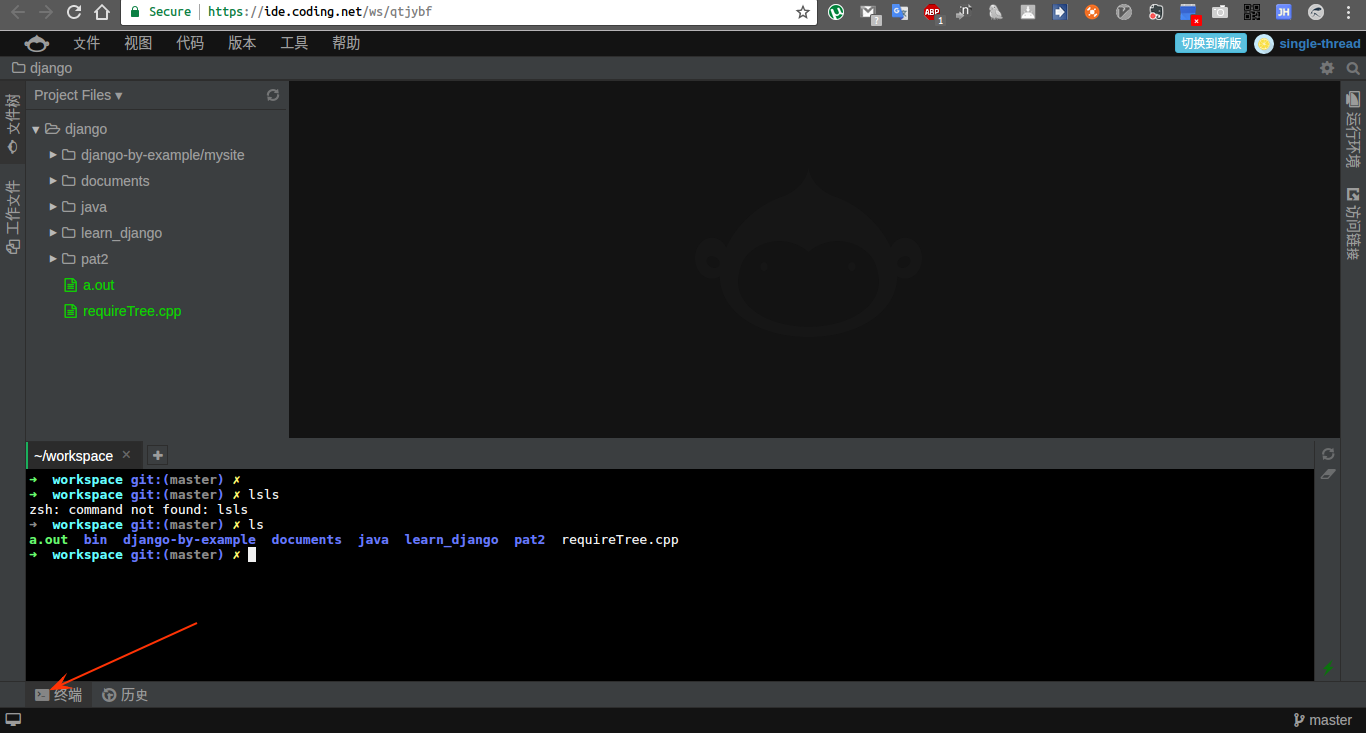 Secure https://ide.coding.net/ws/qtjybf
文件 视图 代码 版本 工具 帮助 切换到新版 single-thread
django
Project Files ▾
文件树
工作文件
django
django-by-example/mysite
documents
java
learn_django
pat2
a.out
requireTree.cpp
运行环境
访问链接
~/workspace × +
➜ workspace git:(master) ✗
➜ workspace git:(master) ✗ lsls
zsh: command not found: lsls
➜ workspace git:(master) ✗ ls
a.out bin django-by-example documents java learn_django pat2 requireTree.cpp
➜ workspace git:(master) ✗
终端 历史
master